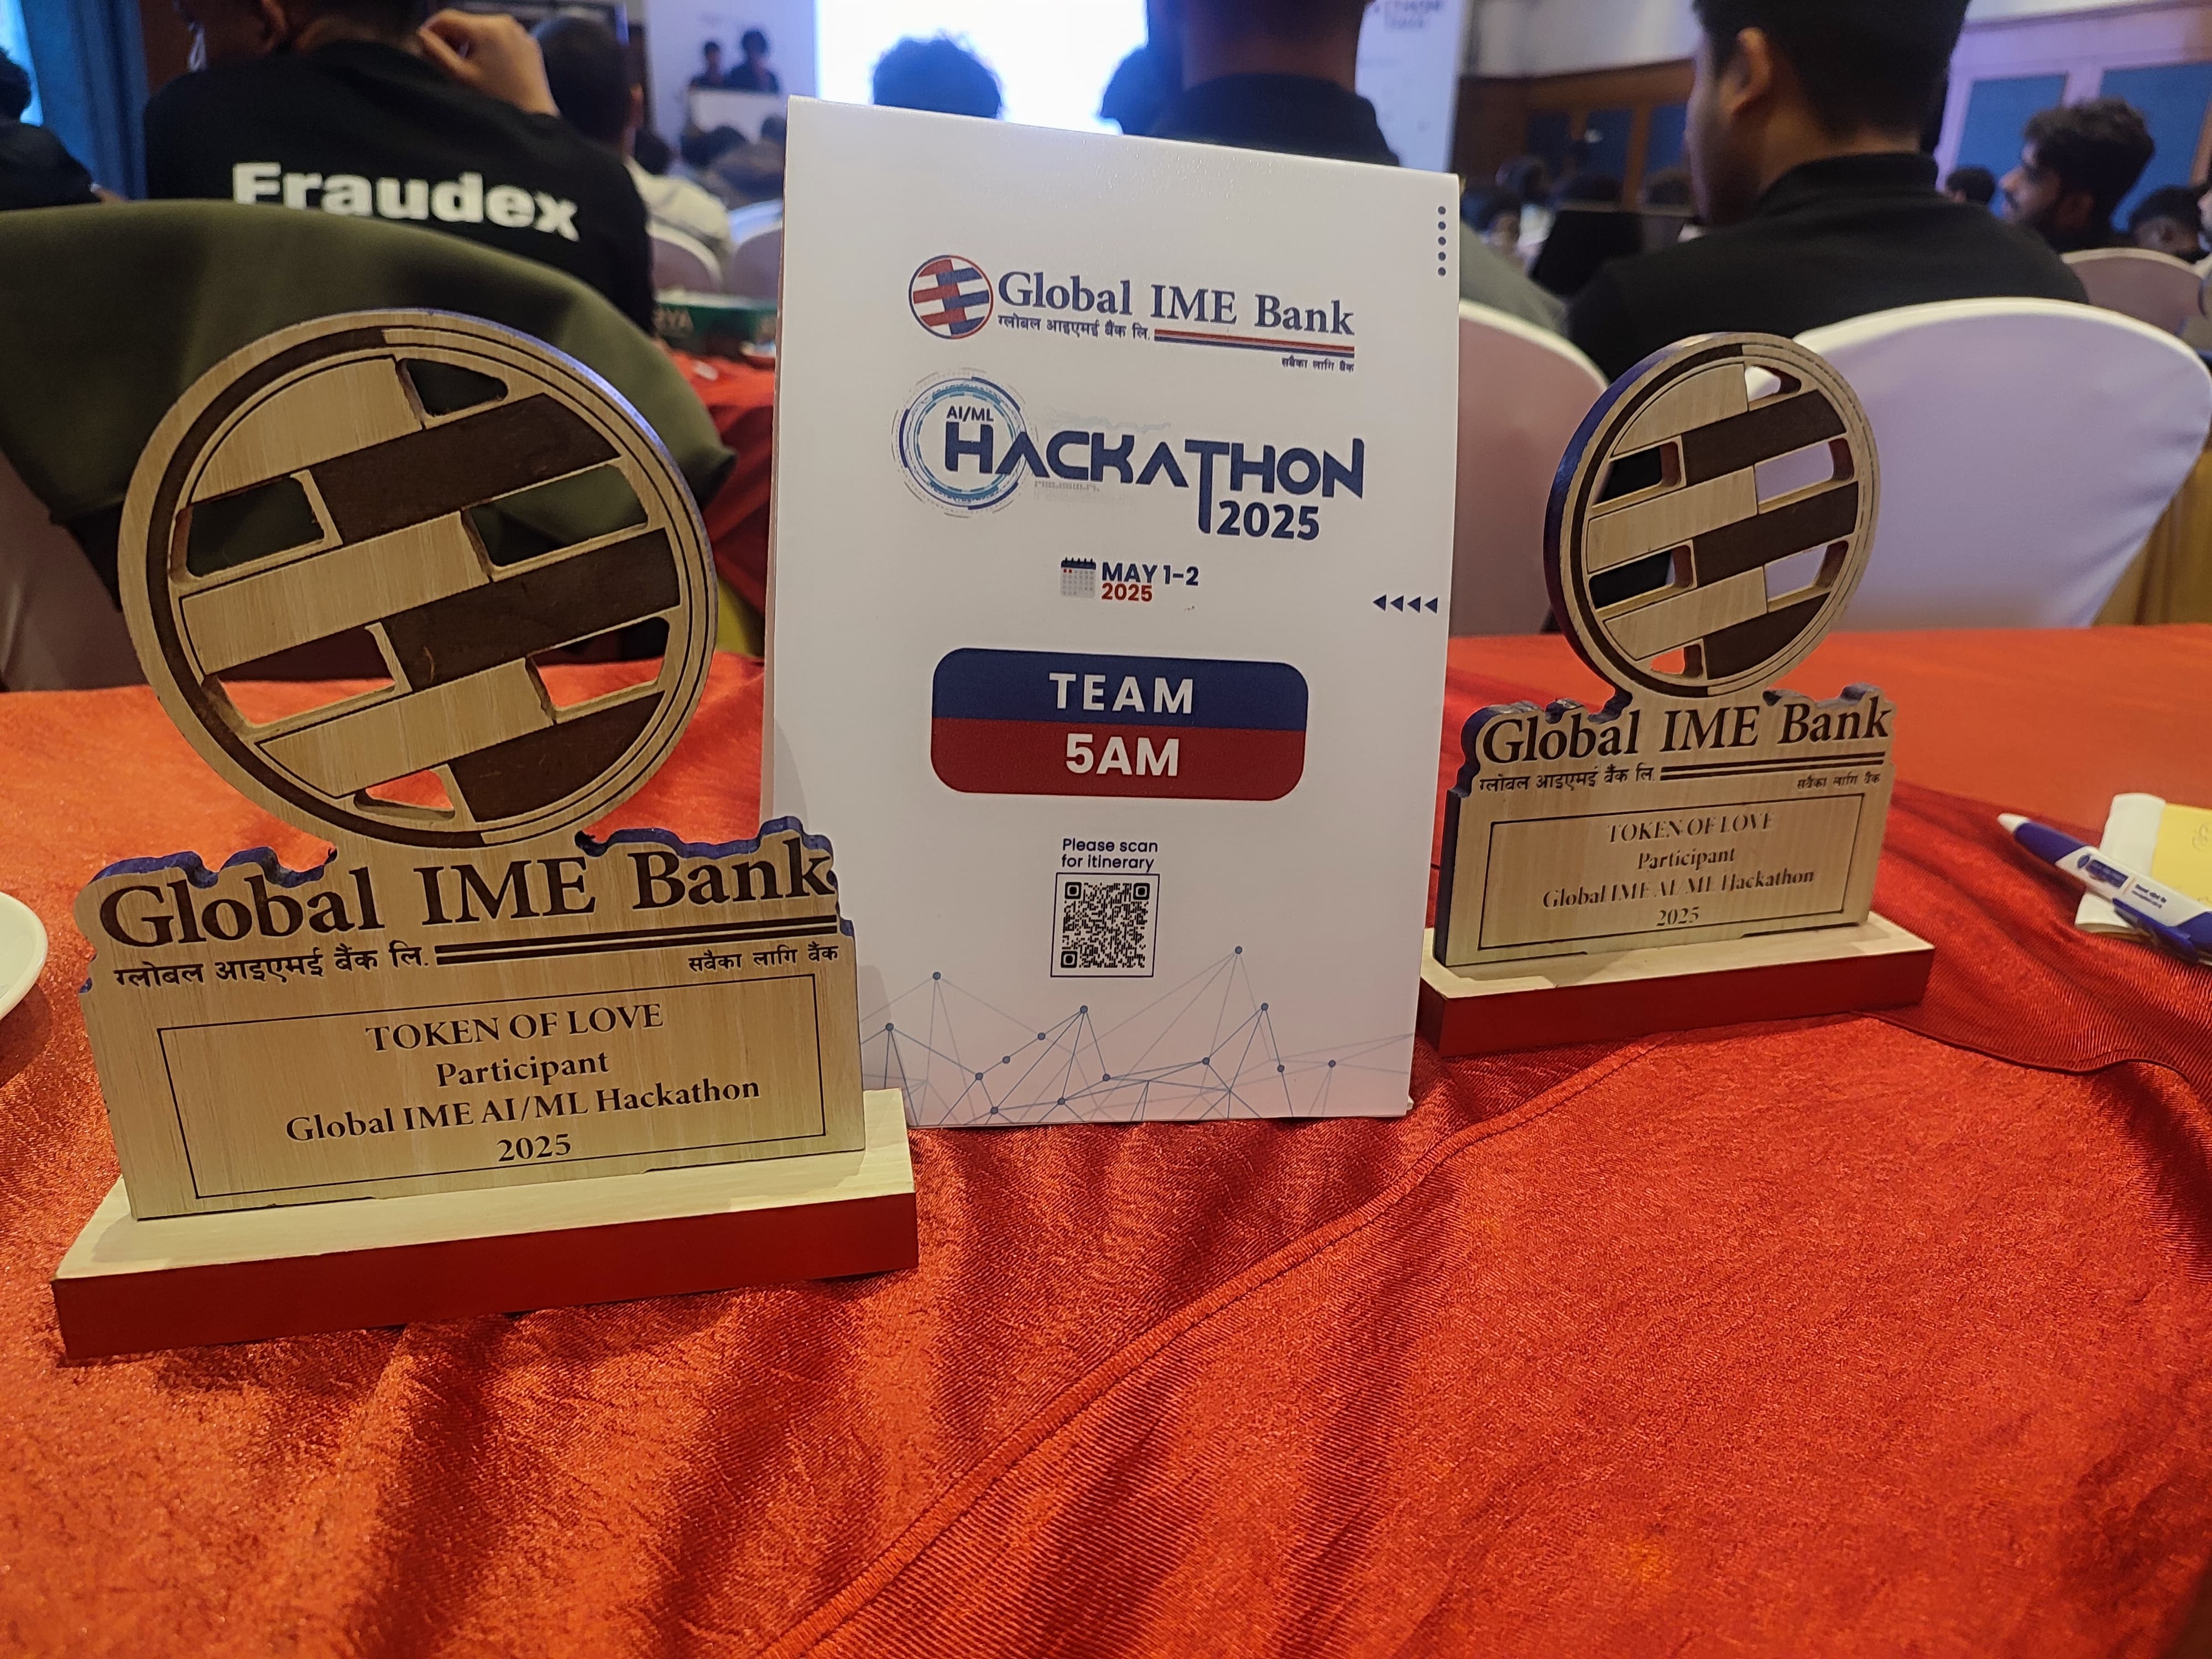 Fraudex
Global IME Bank
ग्लोबल आइएमई बैंक लि.
सबैका लागि बैंक
AI/ML
HACKATHON
2025
MAY 1-2
2025
TEAM
5AM
Please scan
for itinerary
Global IME Bank
ग्लोबल आइएमई बैंक लि.
सबैका लागि बैंक
TOKEN OF LOVE
Participant
Global IME AI/ML Hackathon
2025
Global IME Bank
ग्लोबल आइएमई बैंक लि.
सबैका लागि बैंक
TOKEN OF LOVE
Participant
Global IME AI/ML Hackathon
2025